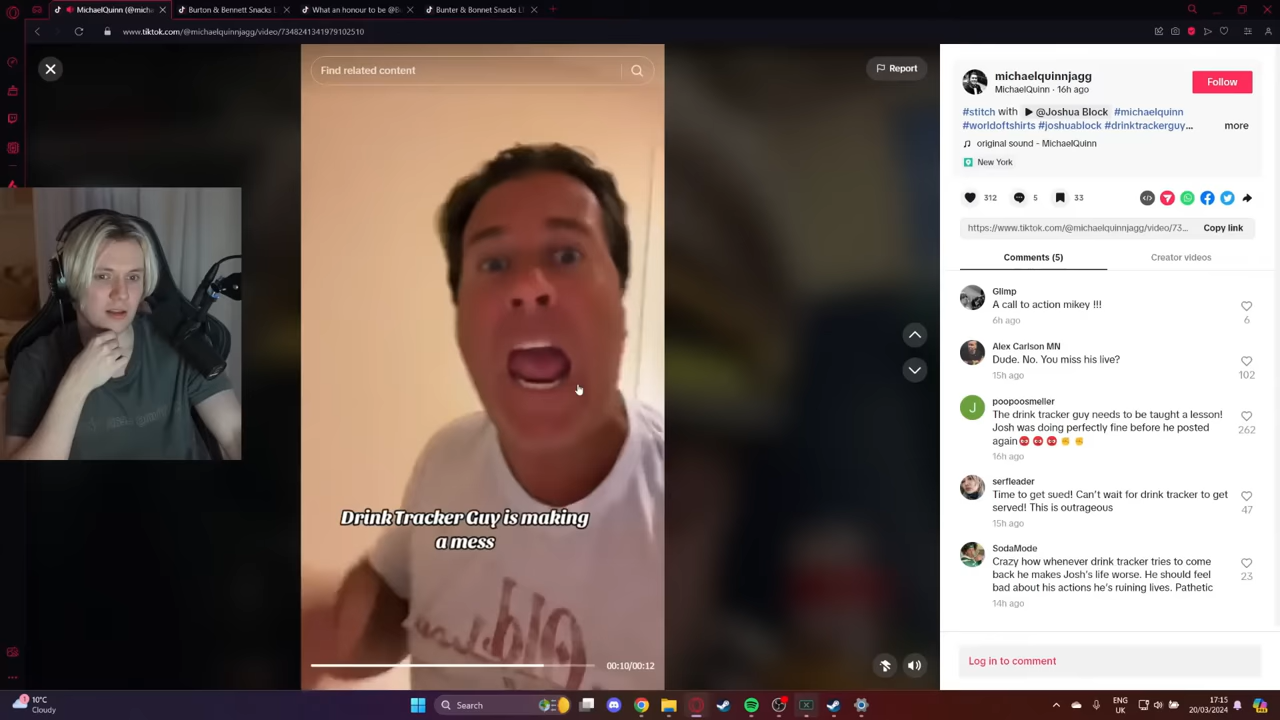 MichaelQuinn (@micha
Burton & Bennett Snacks L
What an honour to be @B
Bunter & Bonnet Snacks L
www.tiktok.com/@michaelquinnjagg/video/7348241341979102510
Find related content
Report
Drink Tracker Guy is making
a mess
00:10/00:12
michaelquinnjagg
MichaelQuinn · 16h ago
Follow
#stitch with @Joshua Block #michaelquinn
#worldoftshirts #joshuablock #drinktrackerguy... more
original sound - MichaelQuinn
New York
312 5 33
https://www.tiktok.com/@michaelquinnjagg/video/73... Copy link
Comments (5) Creator videos
Glimp
A call to action mikey !!!
6h ago
6
Alex Carlson MN
Dude. No. You miss his live?
15h ago
102
J
poopoosmeller
The drink tracker guy needs to be taught a lesson!
Josh was doing perfectly fine before he posted
again
16h ago
262
serfleader
Time to get sued! Can't wait for drink tracker to get
served! This is outrageous
15h ago
47
SodaMode
Crazy how whenever drink tracker tries to come
back he makes Josh's life worse. He should feel
bad about his actions he's ruining lives. Pathetic
14h ago
23
Log in to comment
10°C
Cloudy
Search
ENG
UK
17:15
20/03/2024